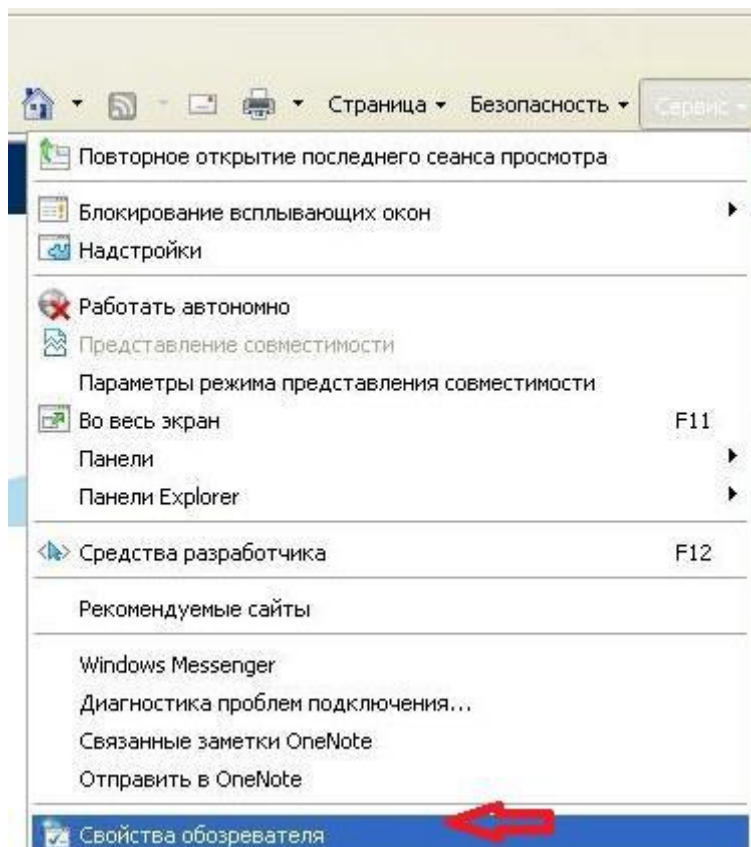 Страница Безопасность Сервис
Повторное открытие последнего сеанса просмотра
Блокирование всплывающих окон
Надстройки
Работать автономно
Представление совместимости
Параметры режима представления совместимости
Во весь экран F11
Панели
Панели Explorer
Средства разработчика F12
Рекомендуемые сайты
Windows Messenger
Диагностика проблем подключения...
Связанные заметки OneNote
Отправить в OneNote
Свойства обозревателя